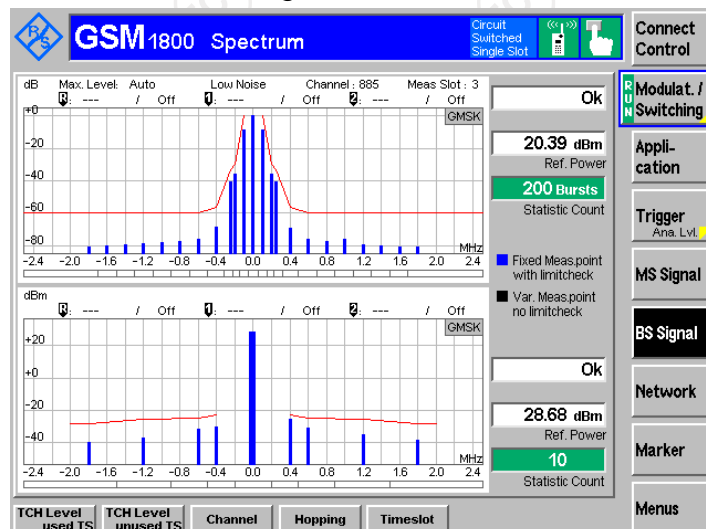 R&S
GSM 1800 Spectrum
Circuit
Switched
Single Slot
Connect
Control
dB Max. Level: Auto Low Noise Channel : 885 Meas Slot : 3
R: --- / Off 1: --- / Off 2: --- / Off
GMSK
+0
-20
-40
-60
-80
MHz
-2.4 -2.0 -1.6 -1.2 -0.8 -0.4 0.0 0.4 0.8 1.2 1.6 2.0 2.4
Ok
20.39 dBm
Ref. Power
200 Bursts
Statistic Count
Fixed Meas.point
with limitcheck
Var. Meas.point
no limitcheck
dBm
R: --- / Off 1: --- / Off 2: --- / Off
GMSK
+20
+0
-20
-40
MHz
-2.4 -2.0 -1.6 -1.2 -0.8 -0.4 0.0 0.4 0.8 1.2 1.6 2.0 2.4
Ok
28.68 dBm
Ref. Power
10
Statistic Count
RUN
Modulat. /
Switching
Appli-
cation
Trigger
Ana. Lvl.
MS Signal
BS Signal
Network
Marker
Menus
TCH Level
used TS
TCH Level
unused TS
Channel
Hopping
Timeslot